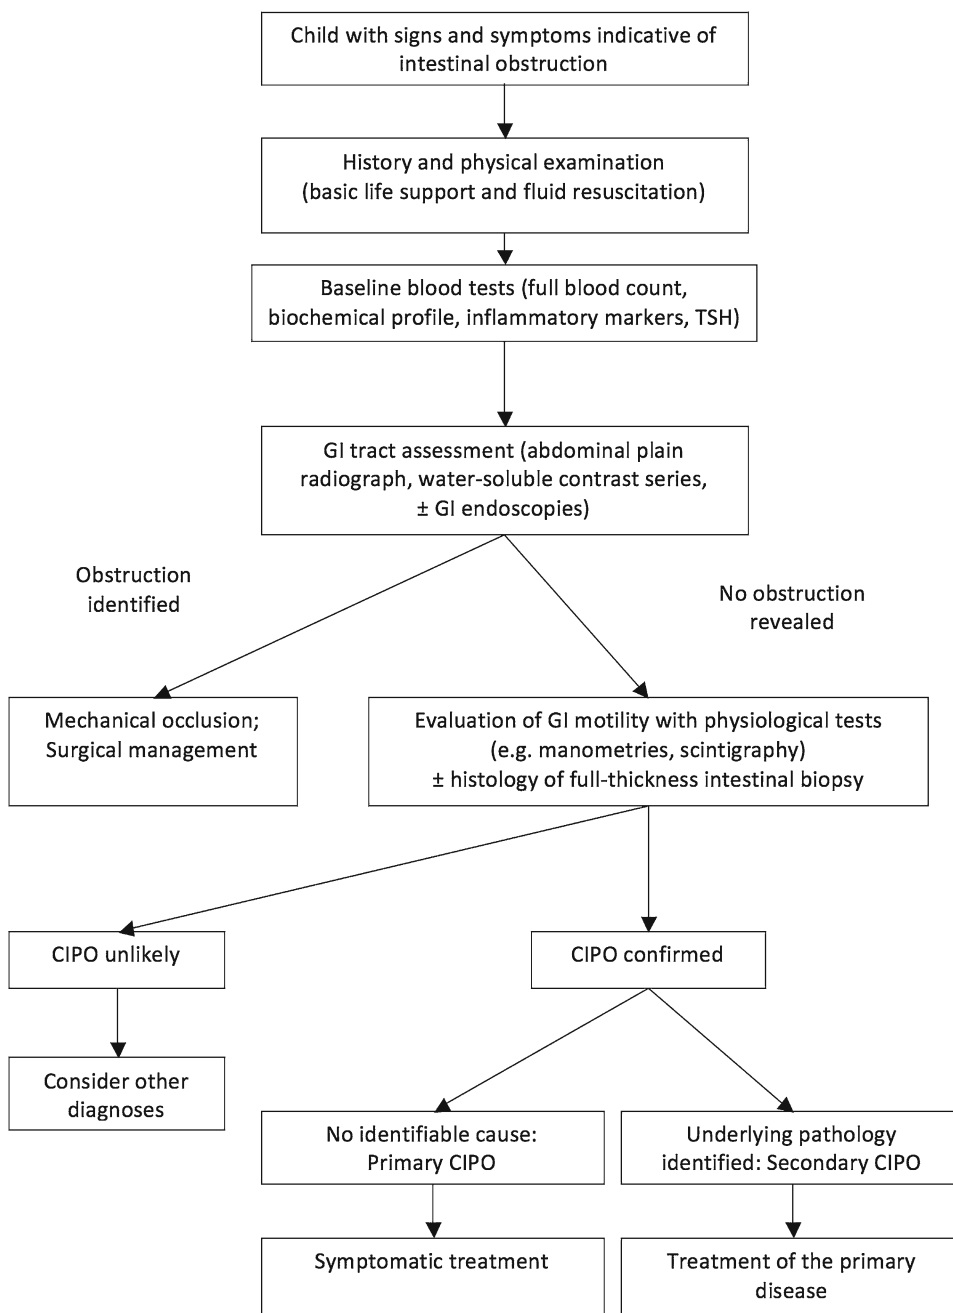 Child with signs and symptoms indicative of
intestinal obstruction
History and physical examination
(basic life support and fluid resuscitation)
Baseline blood tests (full blood count,
biochemical profile, inflammatory markers, TSH)
GI tract assessment (abdominal plain
radiograph, water-soluble contrast series,
± GI endoscopies)
Obstruction
identified
No obstruction
revealed
Mechanical occlusion;
Surgical management
Evaluation of GI motility with physiological tests
(e.g. manometries, scintigraphy)
± histology of full-thickness intestinal biopsy
CIPO unlikely
CIPO confirmed
Consider other
diagnoses
No identifiable cause:
Primary CIPO
Underlying pathology
identified: Secondary CIPO
Symptomatic treatment
Treatment of the primary
disease